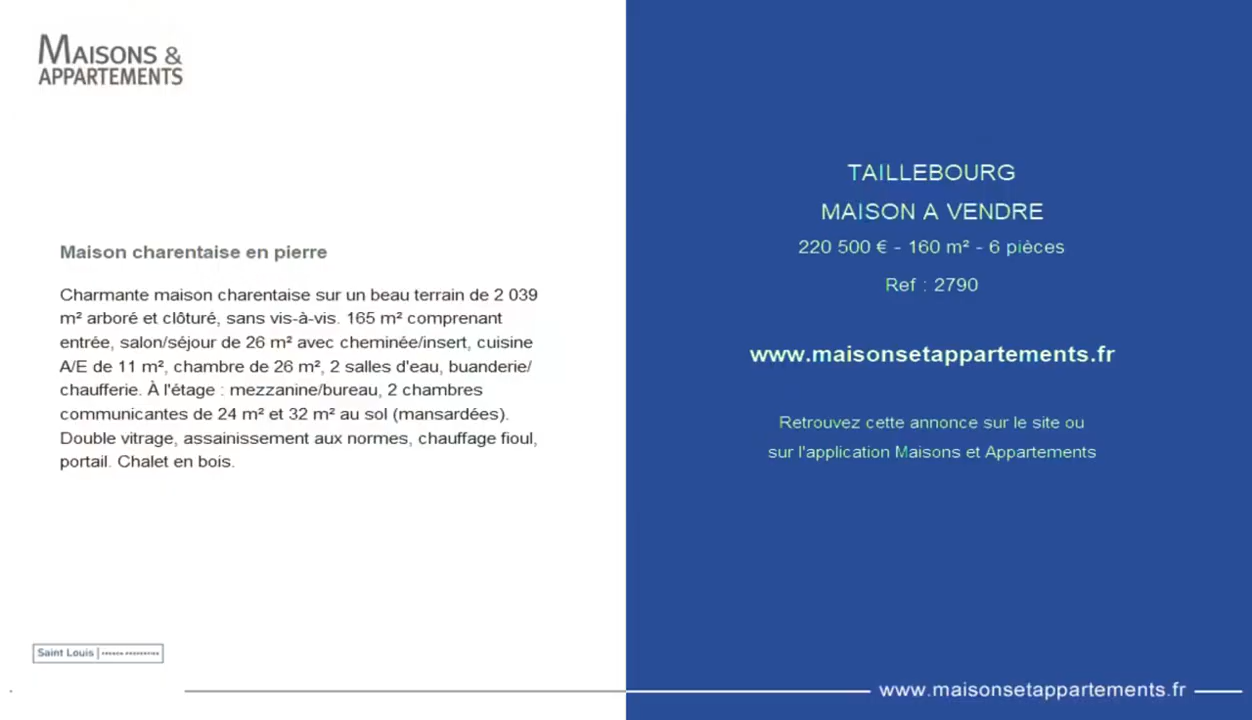 MAISONS &
APPARTEMENTS
Maison charentaise en pierre
Charmante maison charentaise sur un beau terrain de 2 039
m² arboré et clôturé, sans vis-à-vis. 165 m² comprenant
entrée, salon/séjour de 26 m² avec cheminée/insert, cuisine
A/E de 11 m², chambre de 26 m², 2 salles d'eau, buanderie/
chaufferie. À l'étage : mezzanine/bureau, 2 chambres
communicantes de 24 m² et 32 m² au sol (mansardées).
Double vitrage, assainissement aux normes, chauffage fioul,
portail. Chalet en bois.
Saint Louis
TAILLEBOURG
MAISON A VENDRE
220 500 € - 160 m² - 6 pièces
Ref : 2790
www.maisonsetappartements.fr
Retrouvez cette annonce sur le site ou
sur l'application Maisons et Appartements
www.maisonsetappartements.fr